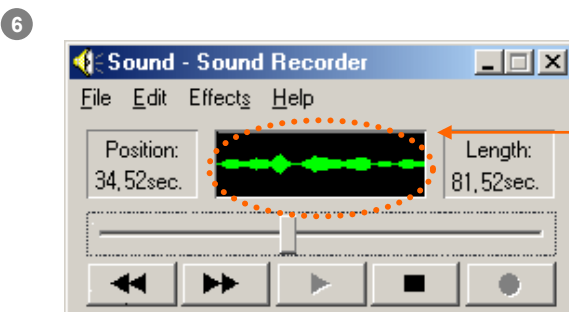 6
Sound - Sound Recorder
File Edit Effects Help
Position:
34,52sec.
Length:
81,52sec.